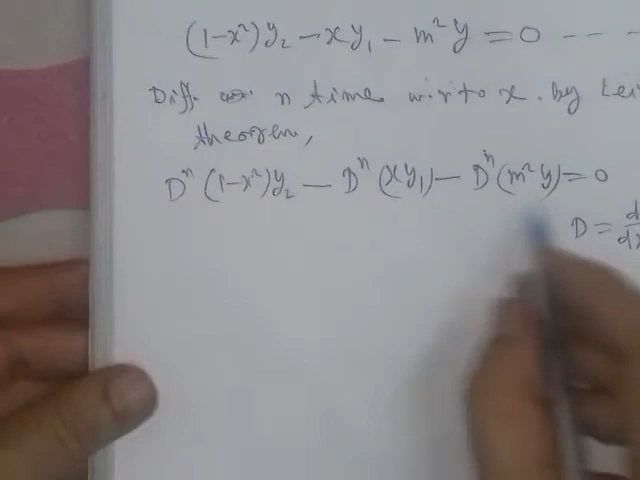 (1-x²)y₂ - xy₁ - m²y = 0 - - -
Diff. n time w.r to x. by Lei
theorem,
Dⁿ(1-x²)y₂ - Dⁿ(xy₁) - Dⁿ(m²y) = 0
D = d/dx